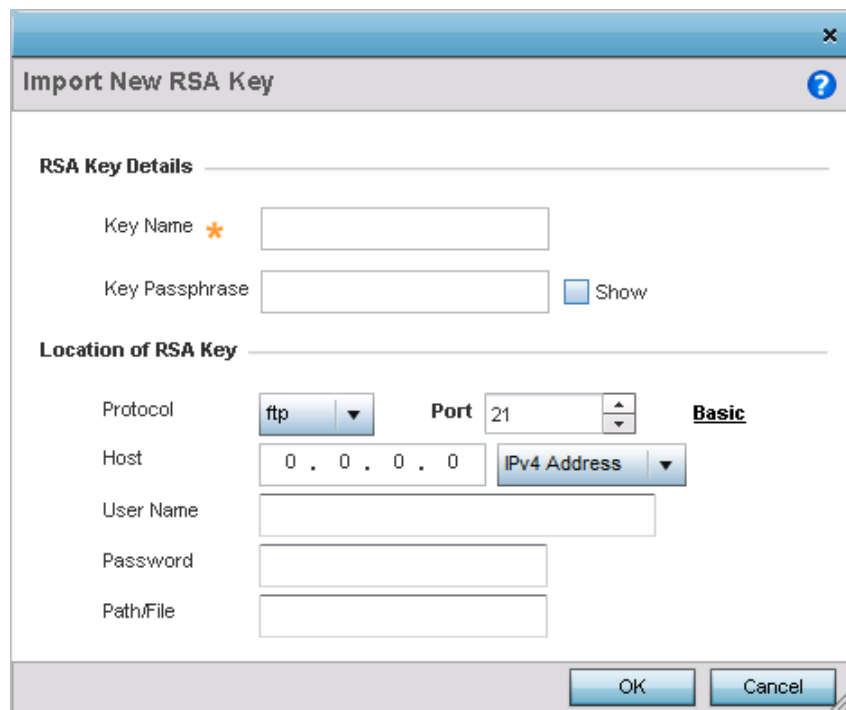 Import New RSA Key
RSA Key Details
Key Name *
Key Passphrase Show
Location of RSA Key
Protocol ftp Port 21 Basic
Host 0 . 0 . 0 . 0 IPv4 Address
User Name
Password
Path/File
OK Cancel